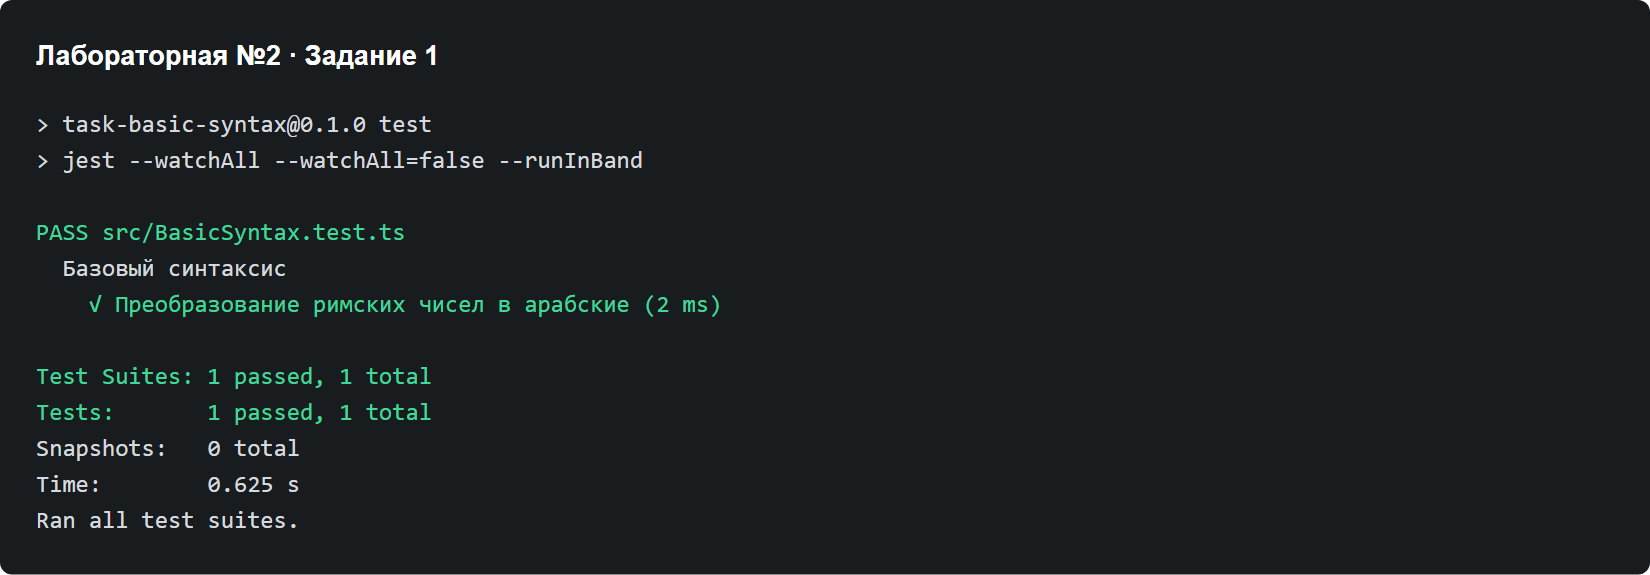 Лабораторная №2 · Задание 1
> task-basic-syntax@0.1.0 test
> jest --watchAll --watchAll=false --runInBand
PASS src/BasicSyntax.test.ts
Базовый синтаксис
√ Преобразование римских чисел в арабские (2 ms)
Test Suites: 1 passed, 1 total
Tests: 1 passed, 1 total
Snapshots: 0 total
Time: 0.625 s
Ran all test suites.